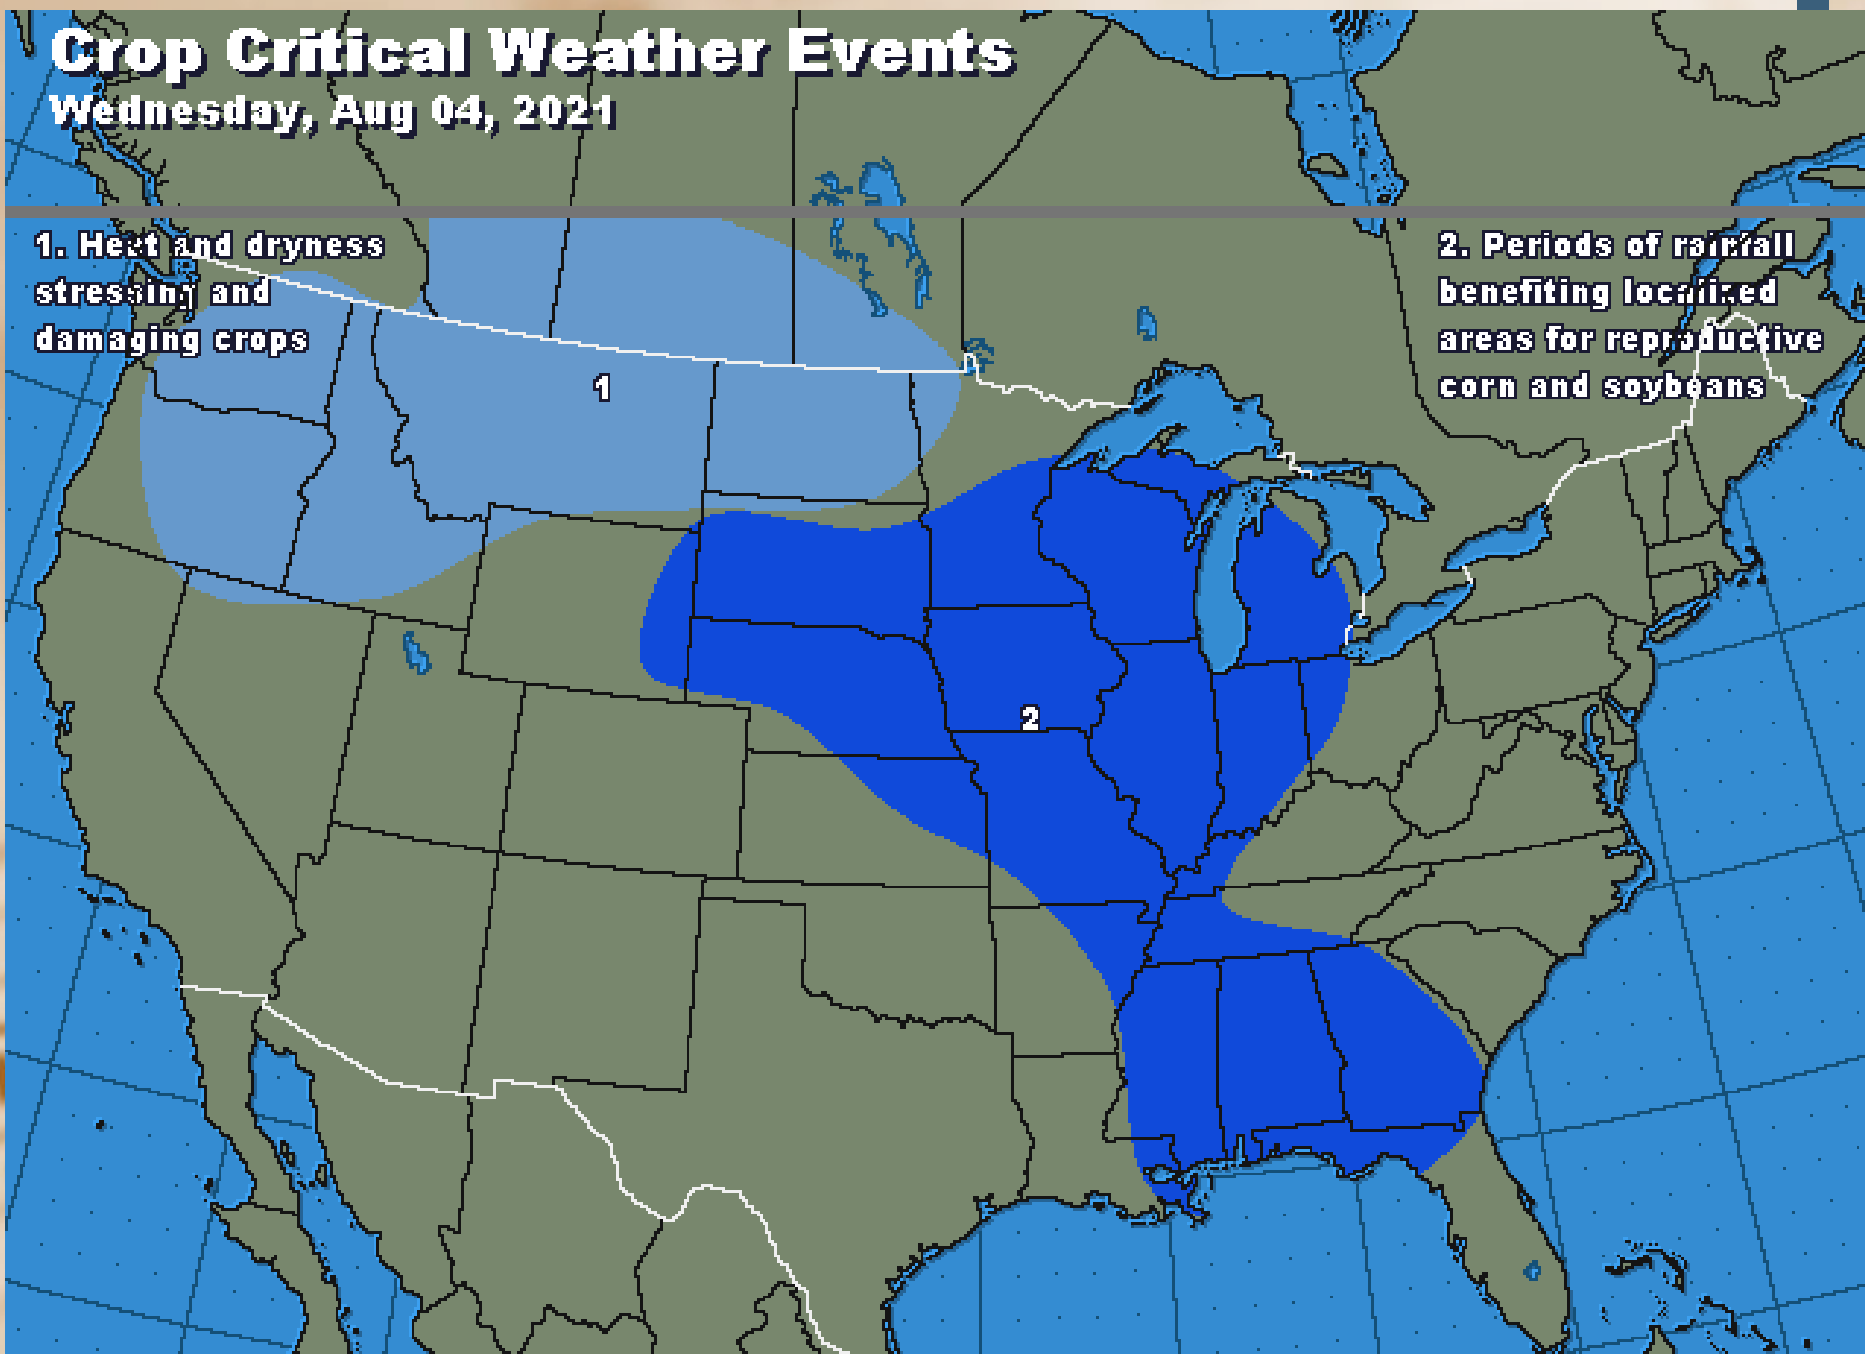 Crop Critical Weather Events
Wednesday, Aug 04, 2021
1. Heat and dryness
stressing and
damaging crops
2. Periods of rainfall
benefiting localized
areas for reproductive
corn and soybeans
1
2